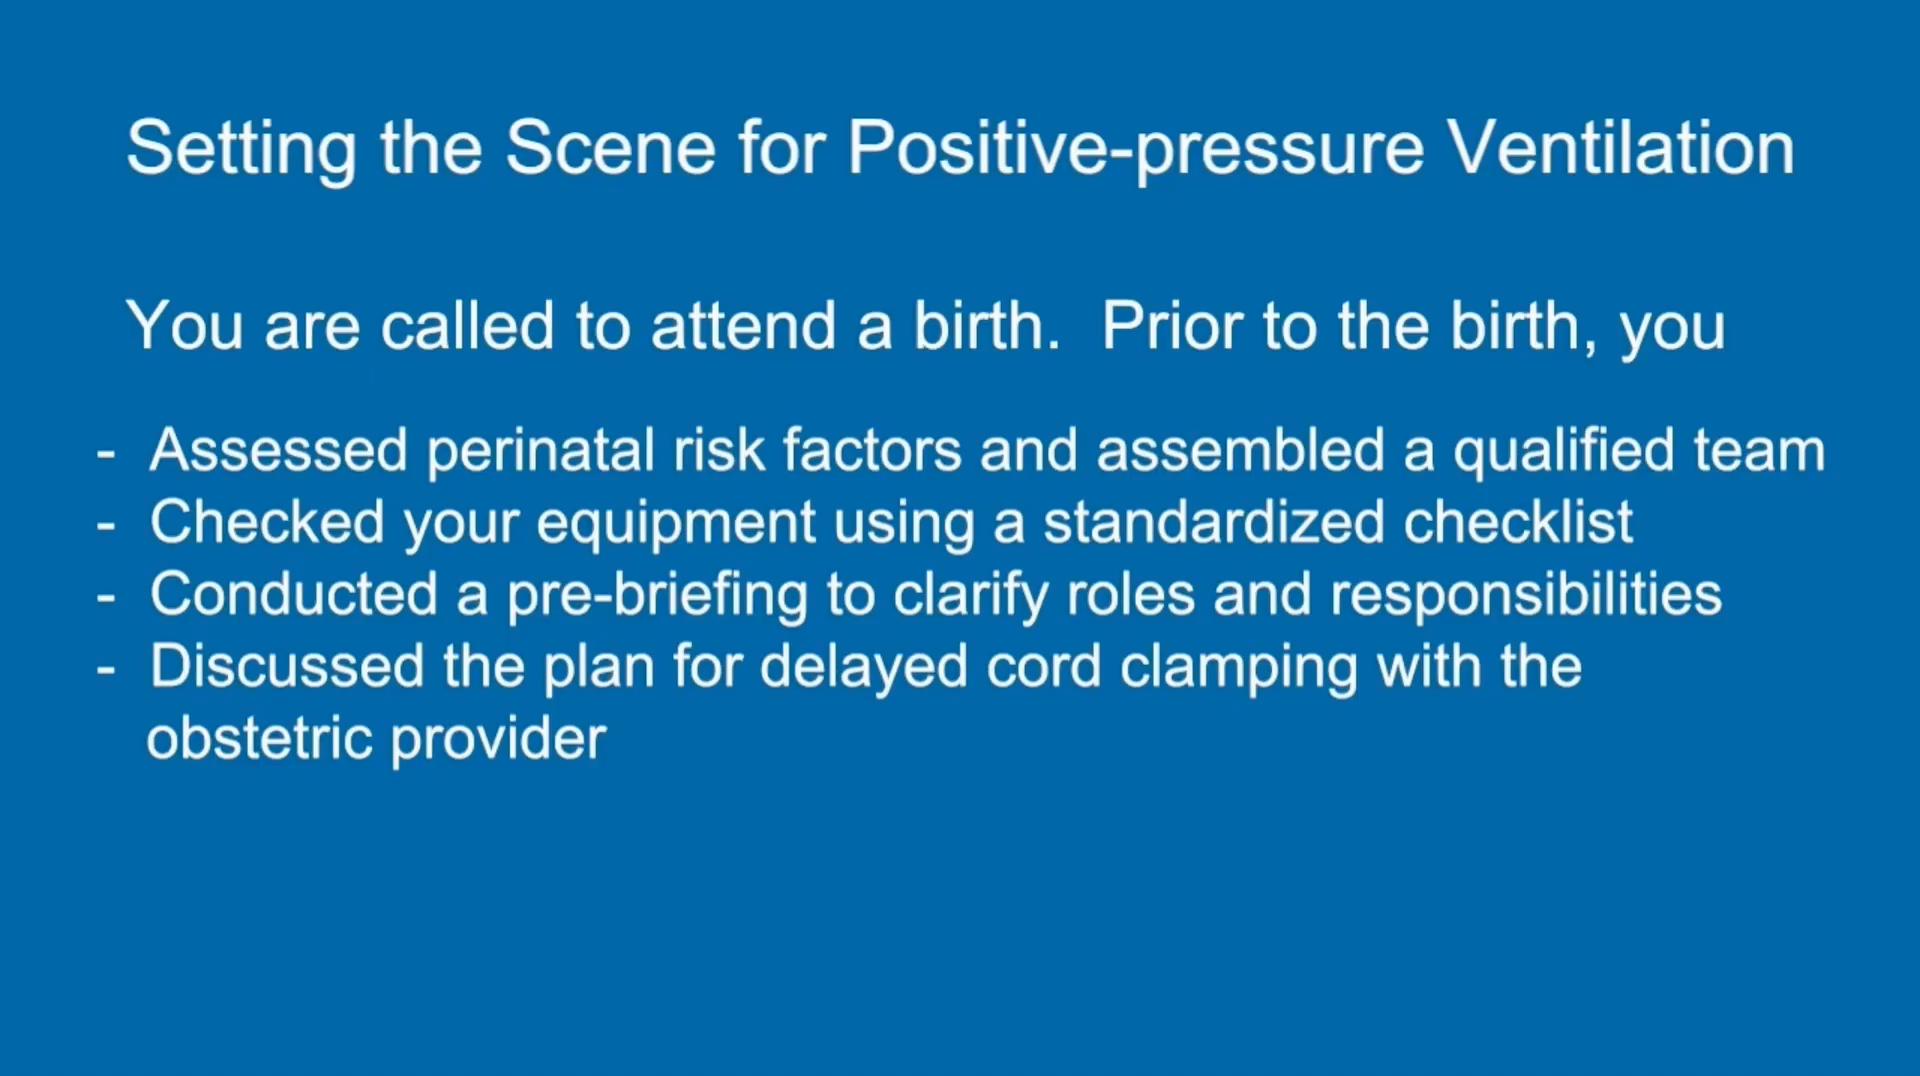 Setting the Scene for Positive-pressure Ventilation
You are called to attend a birth.  Prior to the birth, you
- Assessed perinatal risk factors and assembled a qualified team
- Checked your equipment using a standardized checklist
- Conducted a pre-briefing to clarify roles and responsibilities
- Discussed the plan for delayed cord clamping with the
obstetric provider